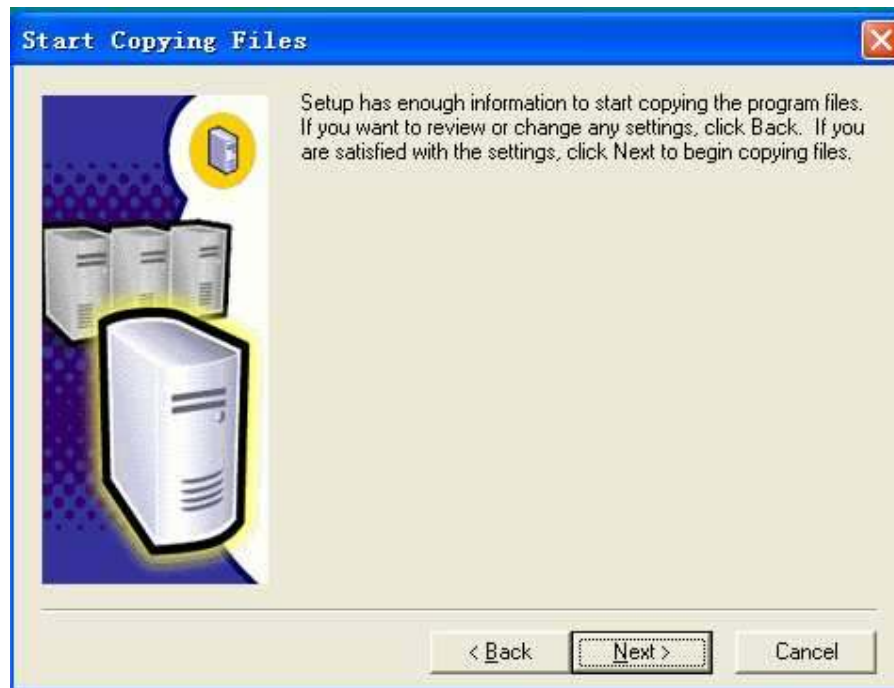 Start Copying Files
Setup has enough information to start copying the program files.
If you want to review or change any settings, click Back. If you
are satisfied with the settings, click Next to begin copying files.
< Back
Next >
Cancel